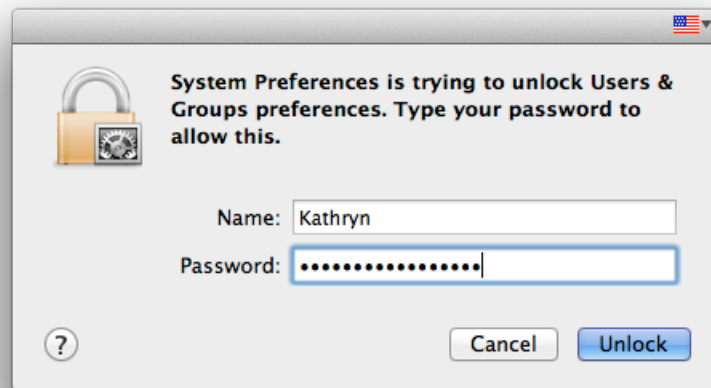 System Preferences is trying to unlock Users &
Groups preferences. Type your password to
allow this.
Name: Kathryn
Password: •••••••••••••••••
? Cancel Unlock